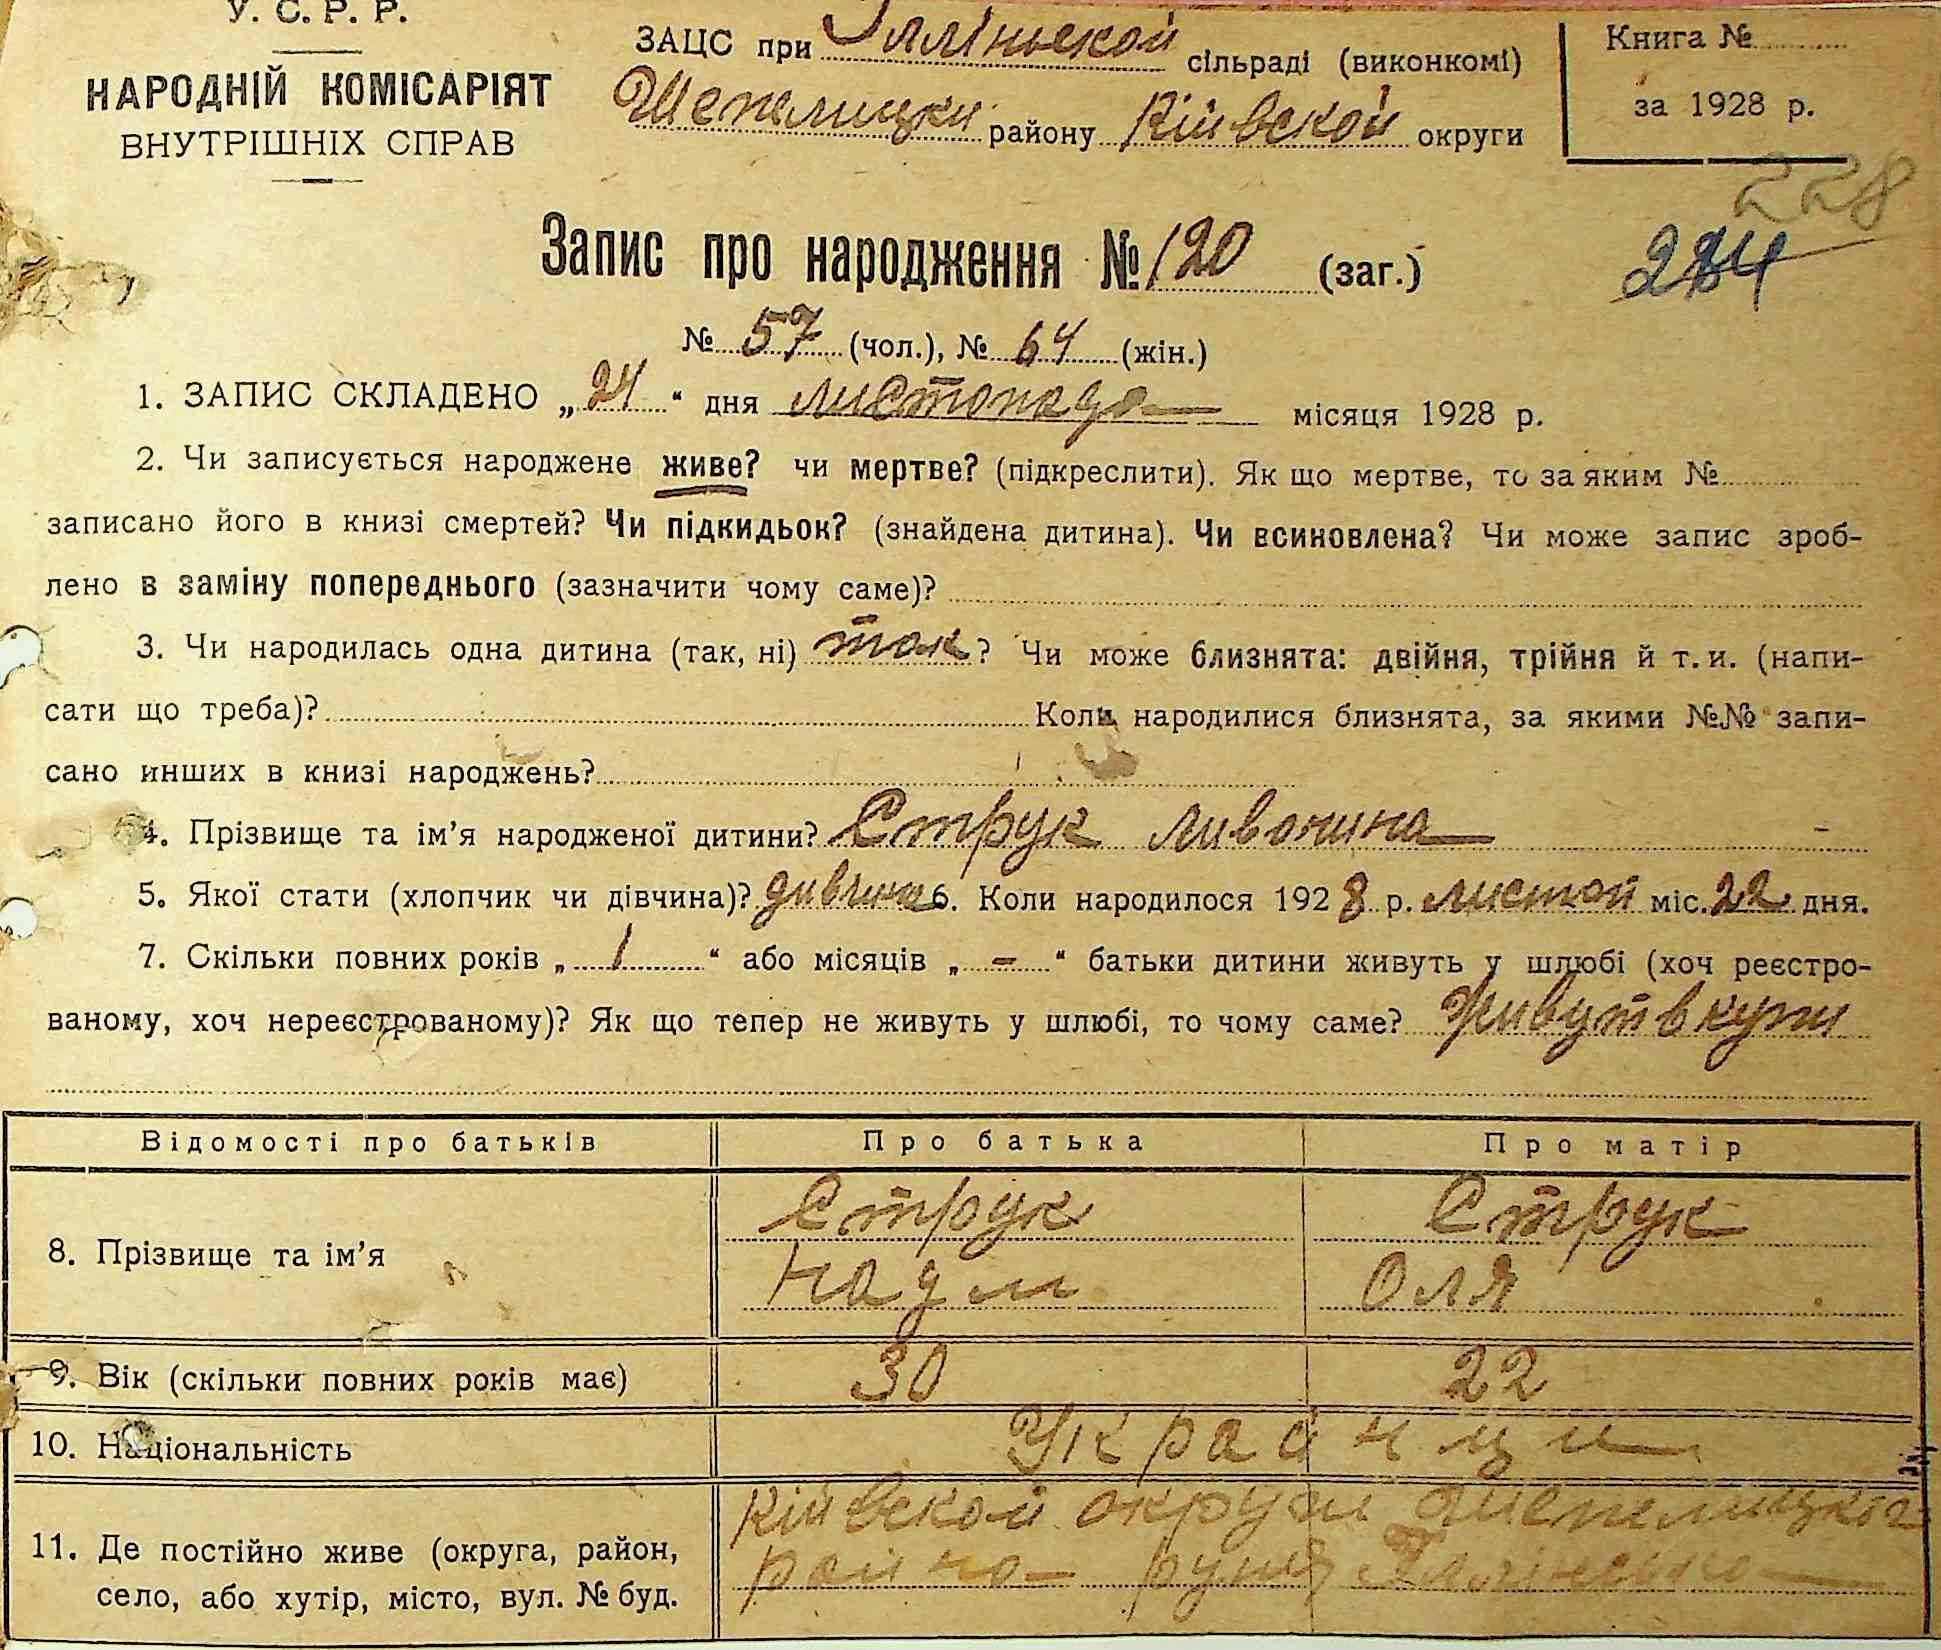 У. С. Р. Р.
НАРОДНІЙ КОМІСАРІЯТ
ВНУТРІШНІХ СПРАВ
ЗАЦС при сільраді (виконкомі)
Шепелицки району Кіівской округи
Книга №
за 1928 р.
228
Запис про народження № 120 (заг.)
№ 57 (чол.), № 64 (жін.)
1. ЗАПИС СКЛАДЕНО „24“ дня листопада місяця 1928 р.
2. Чи записується народжене живе? чи мертве? (підкреслити). Як що мертве, то за яким №
записано його в книзі смертей? Чи підкидьок? (знайдена дитина). Чи всиновлена? Чи може запис зроб-
лено в заміну попереднього (зазначити чому саме)?
3. Чи народилась одна дитина (так, ні) так? Чи може близнята: двійня, трійня й т. и. (напи-
сати що треба)? Коли народилися близнята, за якими №№ запи-
сано инших в книзі народжень?
4. Прізвище та ім’я народженої дитини? Струк
5. Якої стати (хлопчик чи дівчина)? дивчина 6. Коли народилося 1928 р. листопй міс. 22 дня.
7. Скільки повних років „1“ або місяців „-“ батьки дитини живуть у шлюбі (хоч реєстро-
ваному, хоч нереєстрованому)? Як що тепер не живуть у шлюбі, то чому саме? Живут вкупи
Відомості про батьків Про батька Про матір
8. Прізвище та ім’я Струк Струк
Оля
9. Вік (скільки повних років має) 30 22
10. Національність Украінци
11. Де постійно живе (округа, район, село, або хутір, місто, вул. № буд.
Кіивской округи Шепелицког
району